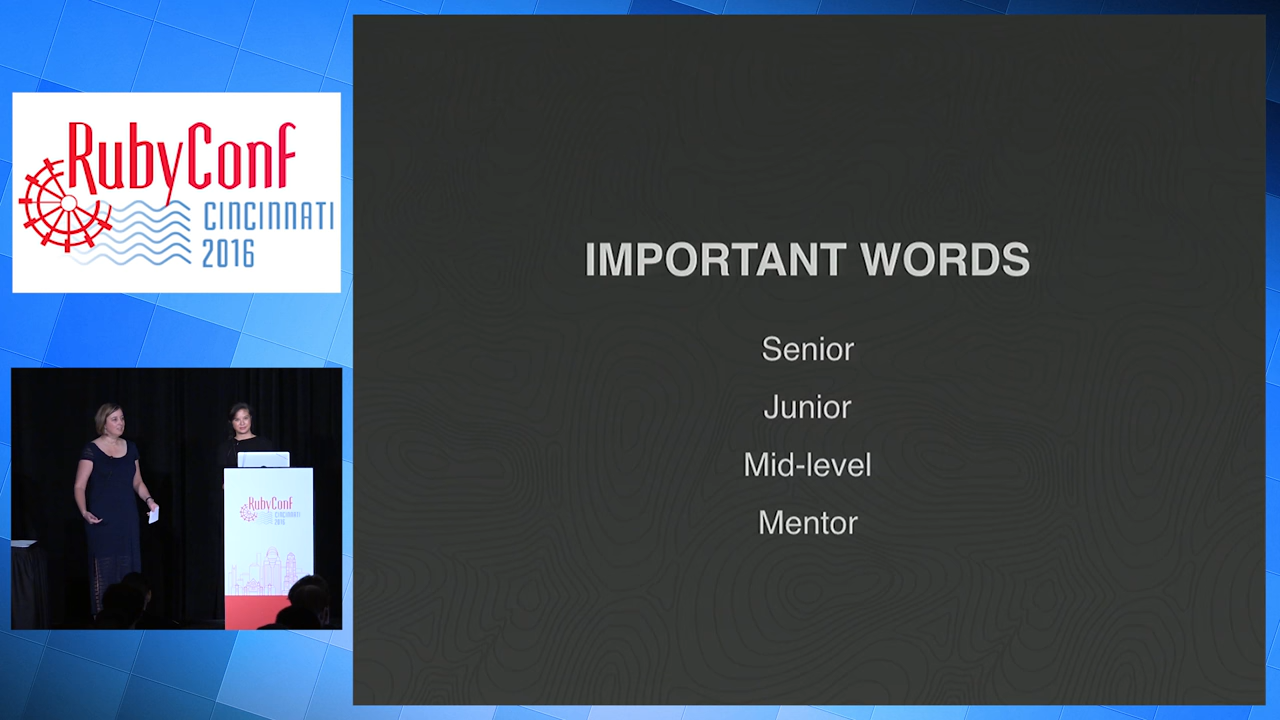 RubyConf
CINCINNATI
2016
IMPORTANT WORDS
Senior
Junior
Mid-level
Mentor
RubyConf
CINCINNATI
2016